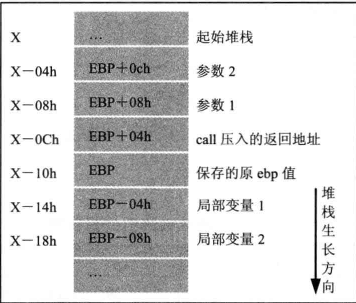 X … 起始堆栈
X－04h EBP＋0ch 参数 2
X－08h EBP＋08h 参数 1
X－0Ch EBP＋04h call 压入的返回地址
X－10h EBP 保存的原 ebp 值
X－14h EBP－04h 局部变量 1
X－18h EBP－08h 局部变量 2
…
堆栈生长方向